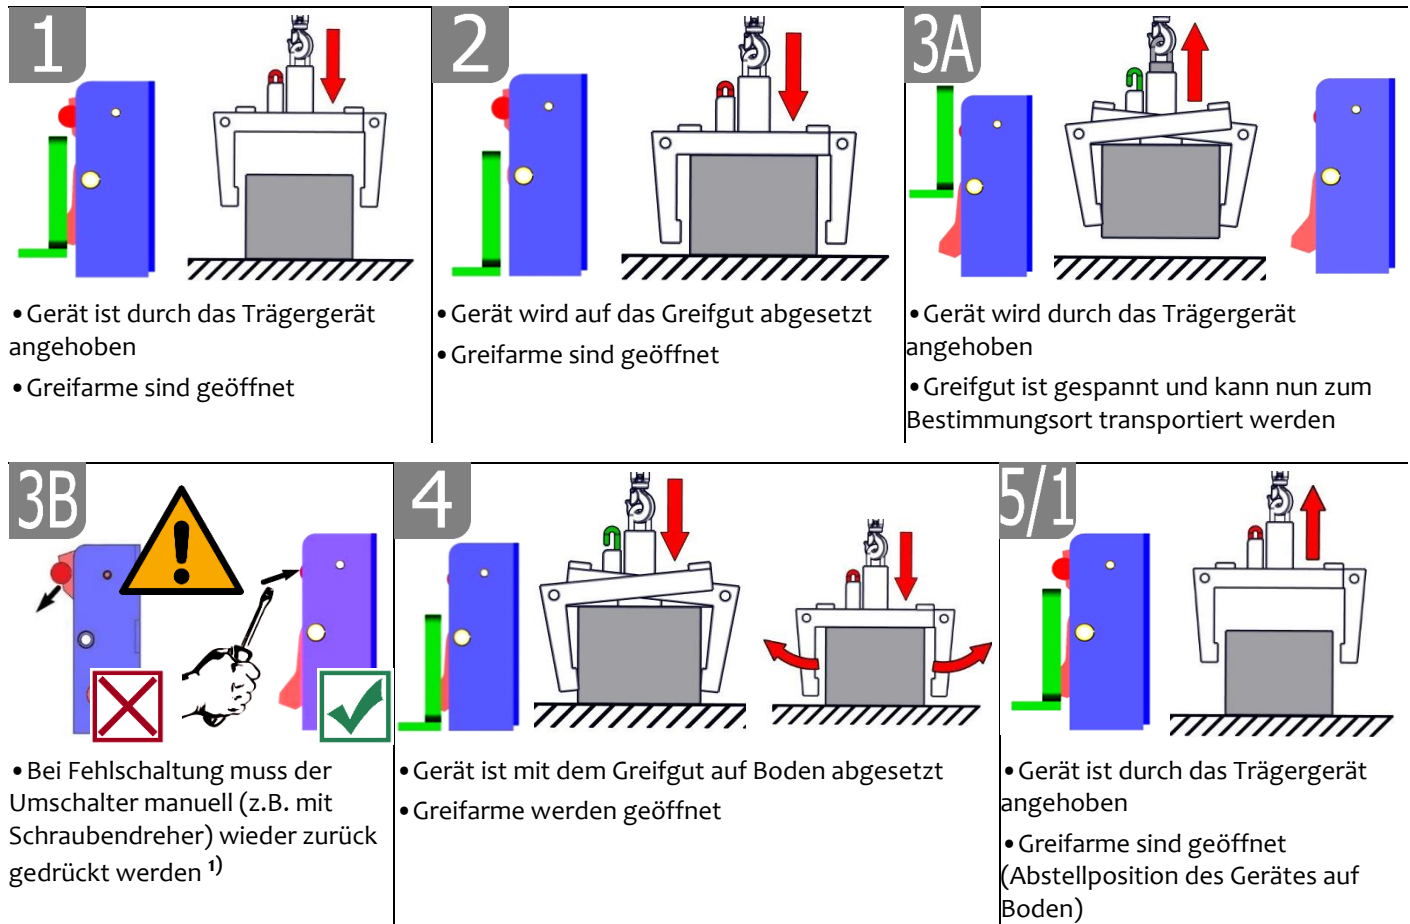 1
• Gerät ist durch das Trägergerät
angehoben
• Greifarme sind geöffnet
2
• Gerät wird auf das Greifgut abgesetzt
• Greifarme sind geöffnet
3A
• Gerät wird durch das Trägergerät
angehoben
• Greifgut ist gespannt und kann nun zum
Bestimmungsort transportiert werden
3B
• Bei Fehlschaltung muss der
Umschalter manuell (z.B. mit
Schraubendreher) wieder zurück
gedrückt werden 1)
4
• Gerät ist mit dem Greifgut auf Boden abgesetzt
• Greifarme werden geöffnet
5/1
• Gerät ist durch das Trägergerät
angehoben
• Greifarme sind geöffnet
(Abstellposition des Gerätes auf
Boden)